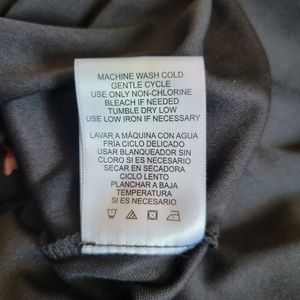 MACHINE WASH COLD
GENTLE CYCLE
USE ONLY NON-CHLORINE
BLEACH IF NEEDED
TUMBLE DRY LOW
USE LOW IRON IF NECESSARY
LAVAR A MÁQUINA CON AGUA
FRÍA CICLO DELICADO
USAR BLANQUEADOR SIN
CLORO SI ES NECESARIO
SECAR EN SECADORA
CICLO LENTO
PLANCHAR A BAJA
TEMPERATURA
SI ES NECESARIO